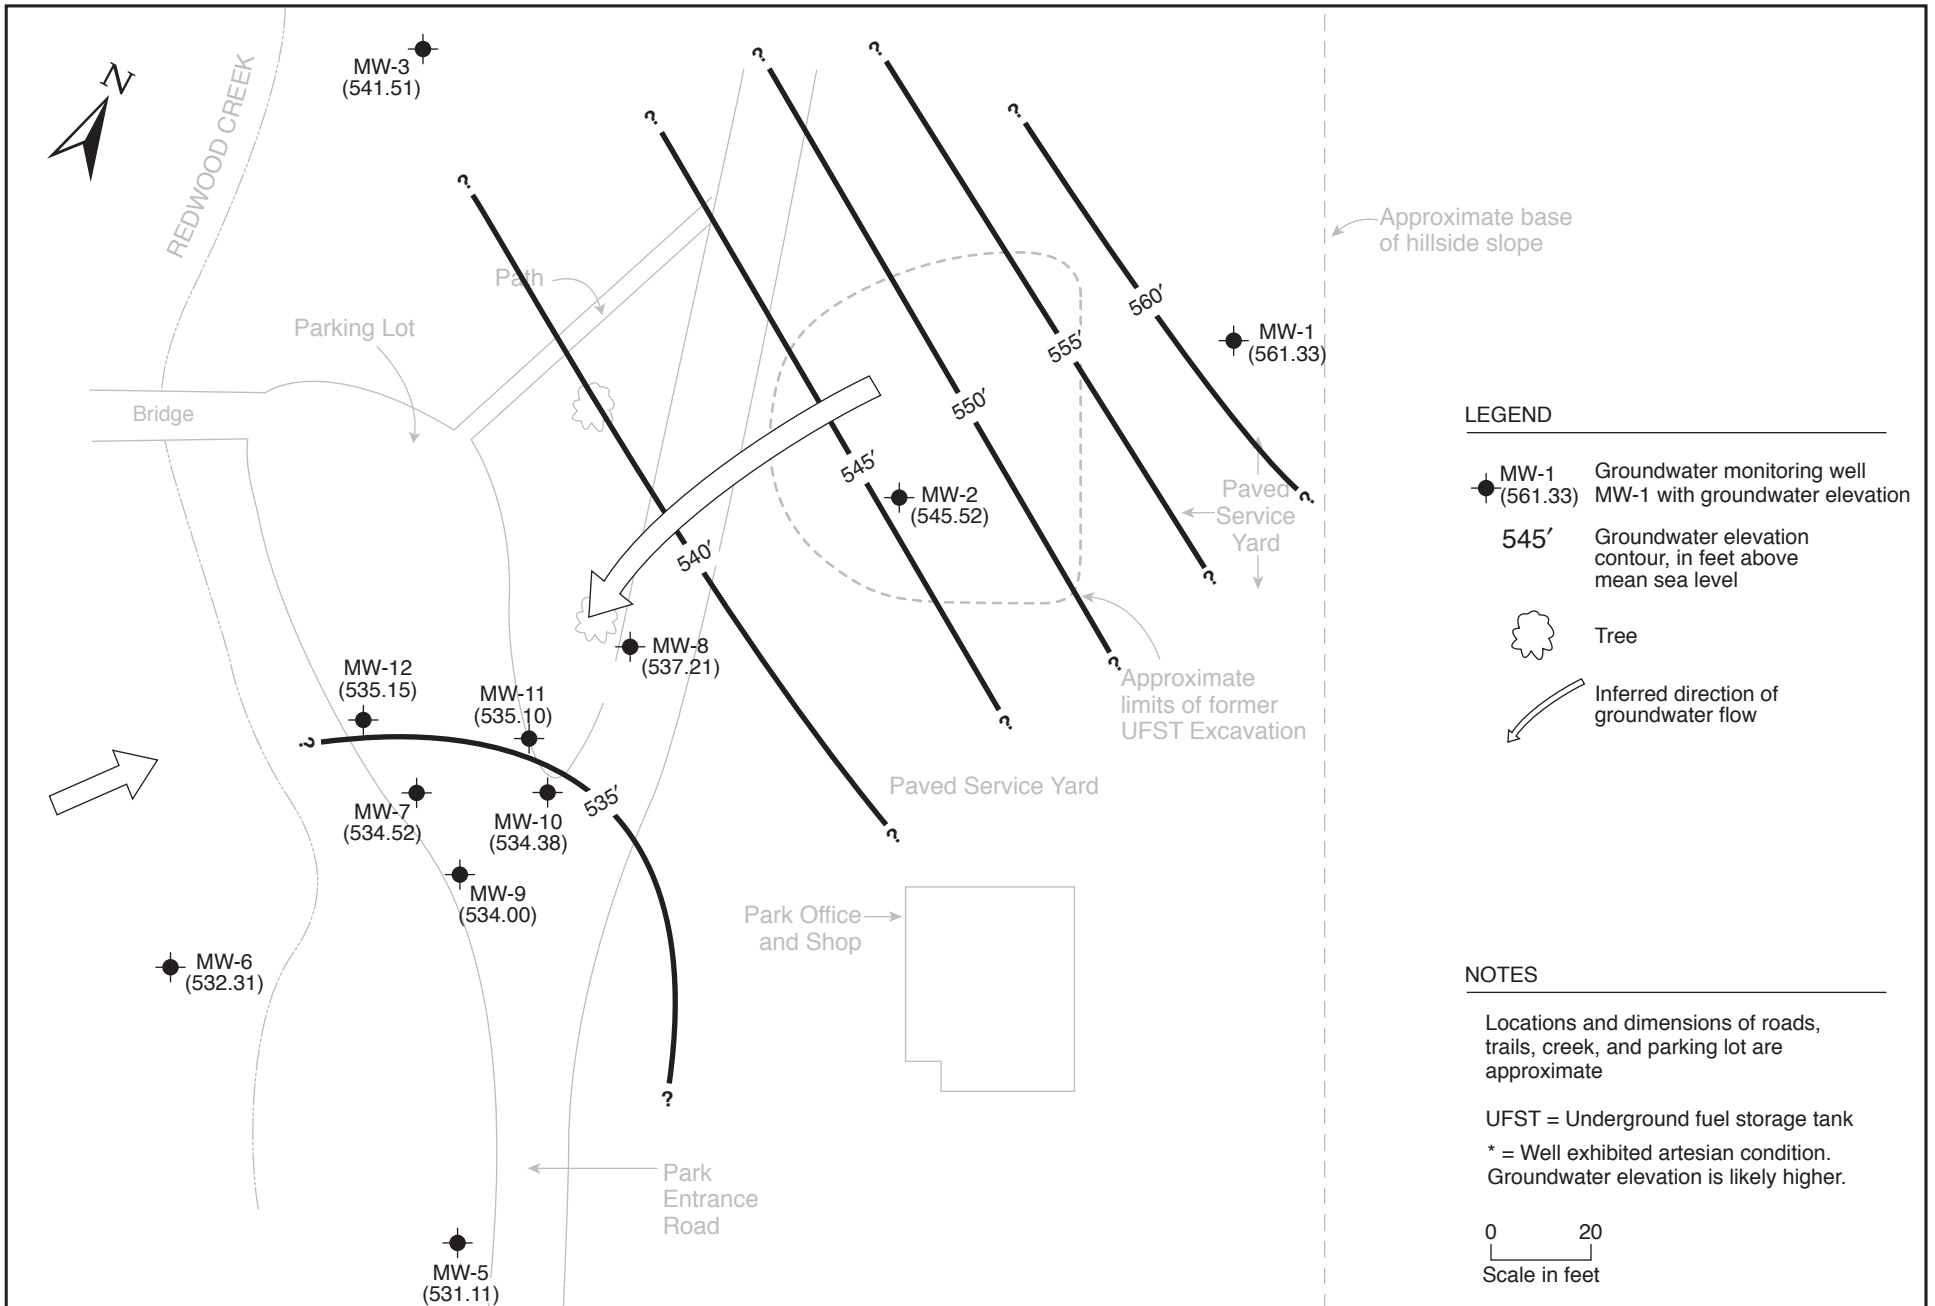 N
REDWOOD CREEK
MW-3
(541.51)
?
?
?
?
?
Approximate base
of hillside slope
Path
Parking Lot
560′
MW-1
(561.33)
555′
Bridge
550′
545′
MW-2
(545.52)
Paved
Service
Yard
?
540′
?
MW-8
(537.21)
?
Approximate
limits of former
UFST Excavation
MW-12
(535.15)
MW-11
(535.10)
?
?
Paved Service Yard
535′
MW-7
(534.52)
MW-10
(534.38)
?
MW-9
(534.00)
Park Office
and Shop
MW-6
(532.31)
?
Park
Entrance
Road
MW-5
(531.11)
LEGEND
MW-1
(561.33)
Groundwater monitoring well
MW-1 with groundwater elevation
545′
Groundwater elevation
contour, in feet above
mean sea level
Tree
Inferred direction of
groundwater flow
NOTES
Locations and dimensions of roads,
trails, creek, and parking lot are
approximate
UFST = Underground fuel storage tank
* = Well exhibited artesian condition.
Groundwater elevation is likely higher.
0 20
Scale in feet